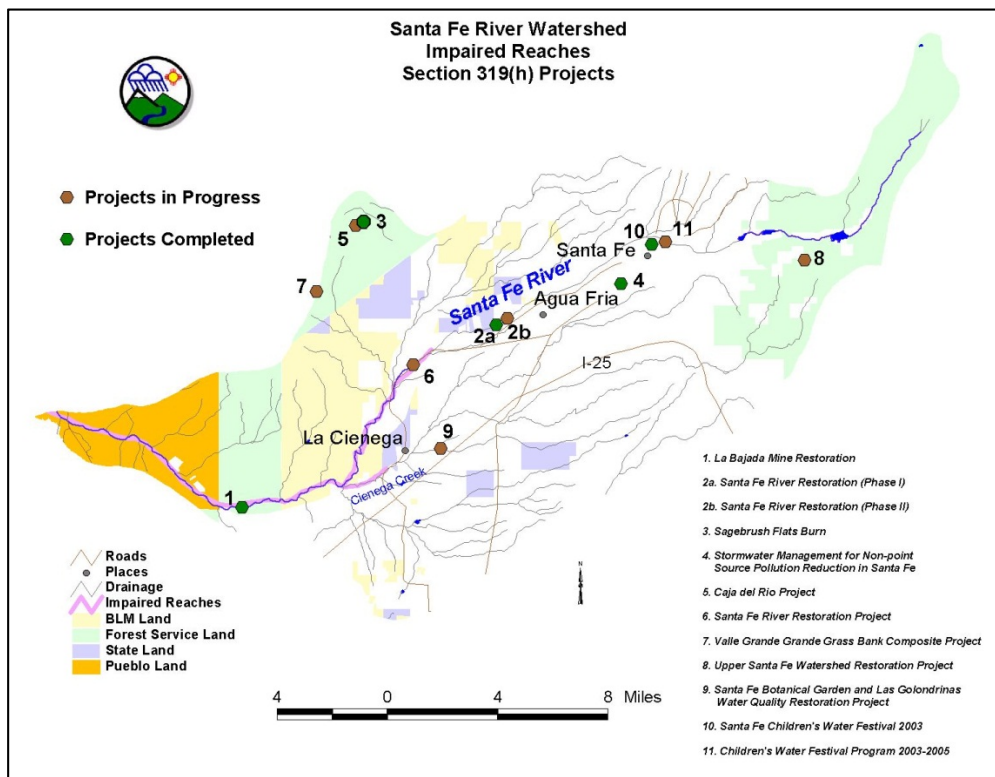 Santa Fe River Watershed
Impaired Reaches
Section 319(h) Projects
Projects in Progress
Projects Completed
3
5
7
10
11
Santa Fe
8
4
Santa Fe River
Agua Fria
2a
2b
6
I-25
La Cienega
9
Cienega Creek
1
Roads
Places
Drainage
Impaired Reaches
BLM Land
Forest Service Land
State Land
Pueblo Land
N
4 0 4 8 Miles
1. La Bajada Mine Restoration
2a. Santa Fe River Restoration (Phase I)
2b. Santa Fe River Restoration (Phase II)
3. Sagebrush Flats Burn
4. Stormwater Management for Non-point
Source Pollution Reduction in Santa Fe
5. Caja del Rio Project
6. Santa Fe River Restoration Project
7. Valle Grande Grande Grass Bank Composite Project
8. Upper Santa Fe Watershed Restoration Project
9. Santa Fe Botanical Garden and Las Golondrinas
Water Quality Restoration Project
10. Santa Fe Children's Water Festival 2003
11. Children's Water Festival Program 2003-2005